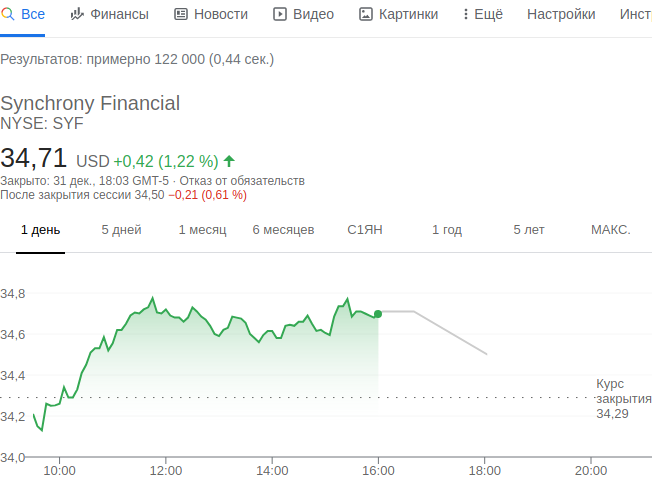 Все Финансы Новости Видео Картинки Ещё Настройки Инст
Результатов: примерно 122 000 (0,44 сек.)
Synchrony Financial
NYSE: SYF
34,71 USD +0,42 (1,22 %)
Закрыто: 31 дек., 18:03 GMT-5 · Отказ от обязательств
После закрытия сессии 34,50 −0,21 (0,61 %)
1 день 5 дней 1 месяц 6 месяцев С1ЯН 1 год 5 лет МАКС.
34,8
34,6
34,4
Курс
закрытия
34,29
34,2
34,0
10:00 12:00 14:00 16:00 18:00 20:00